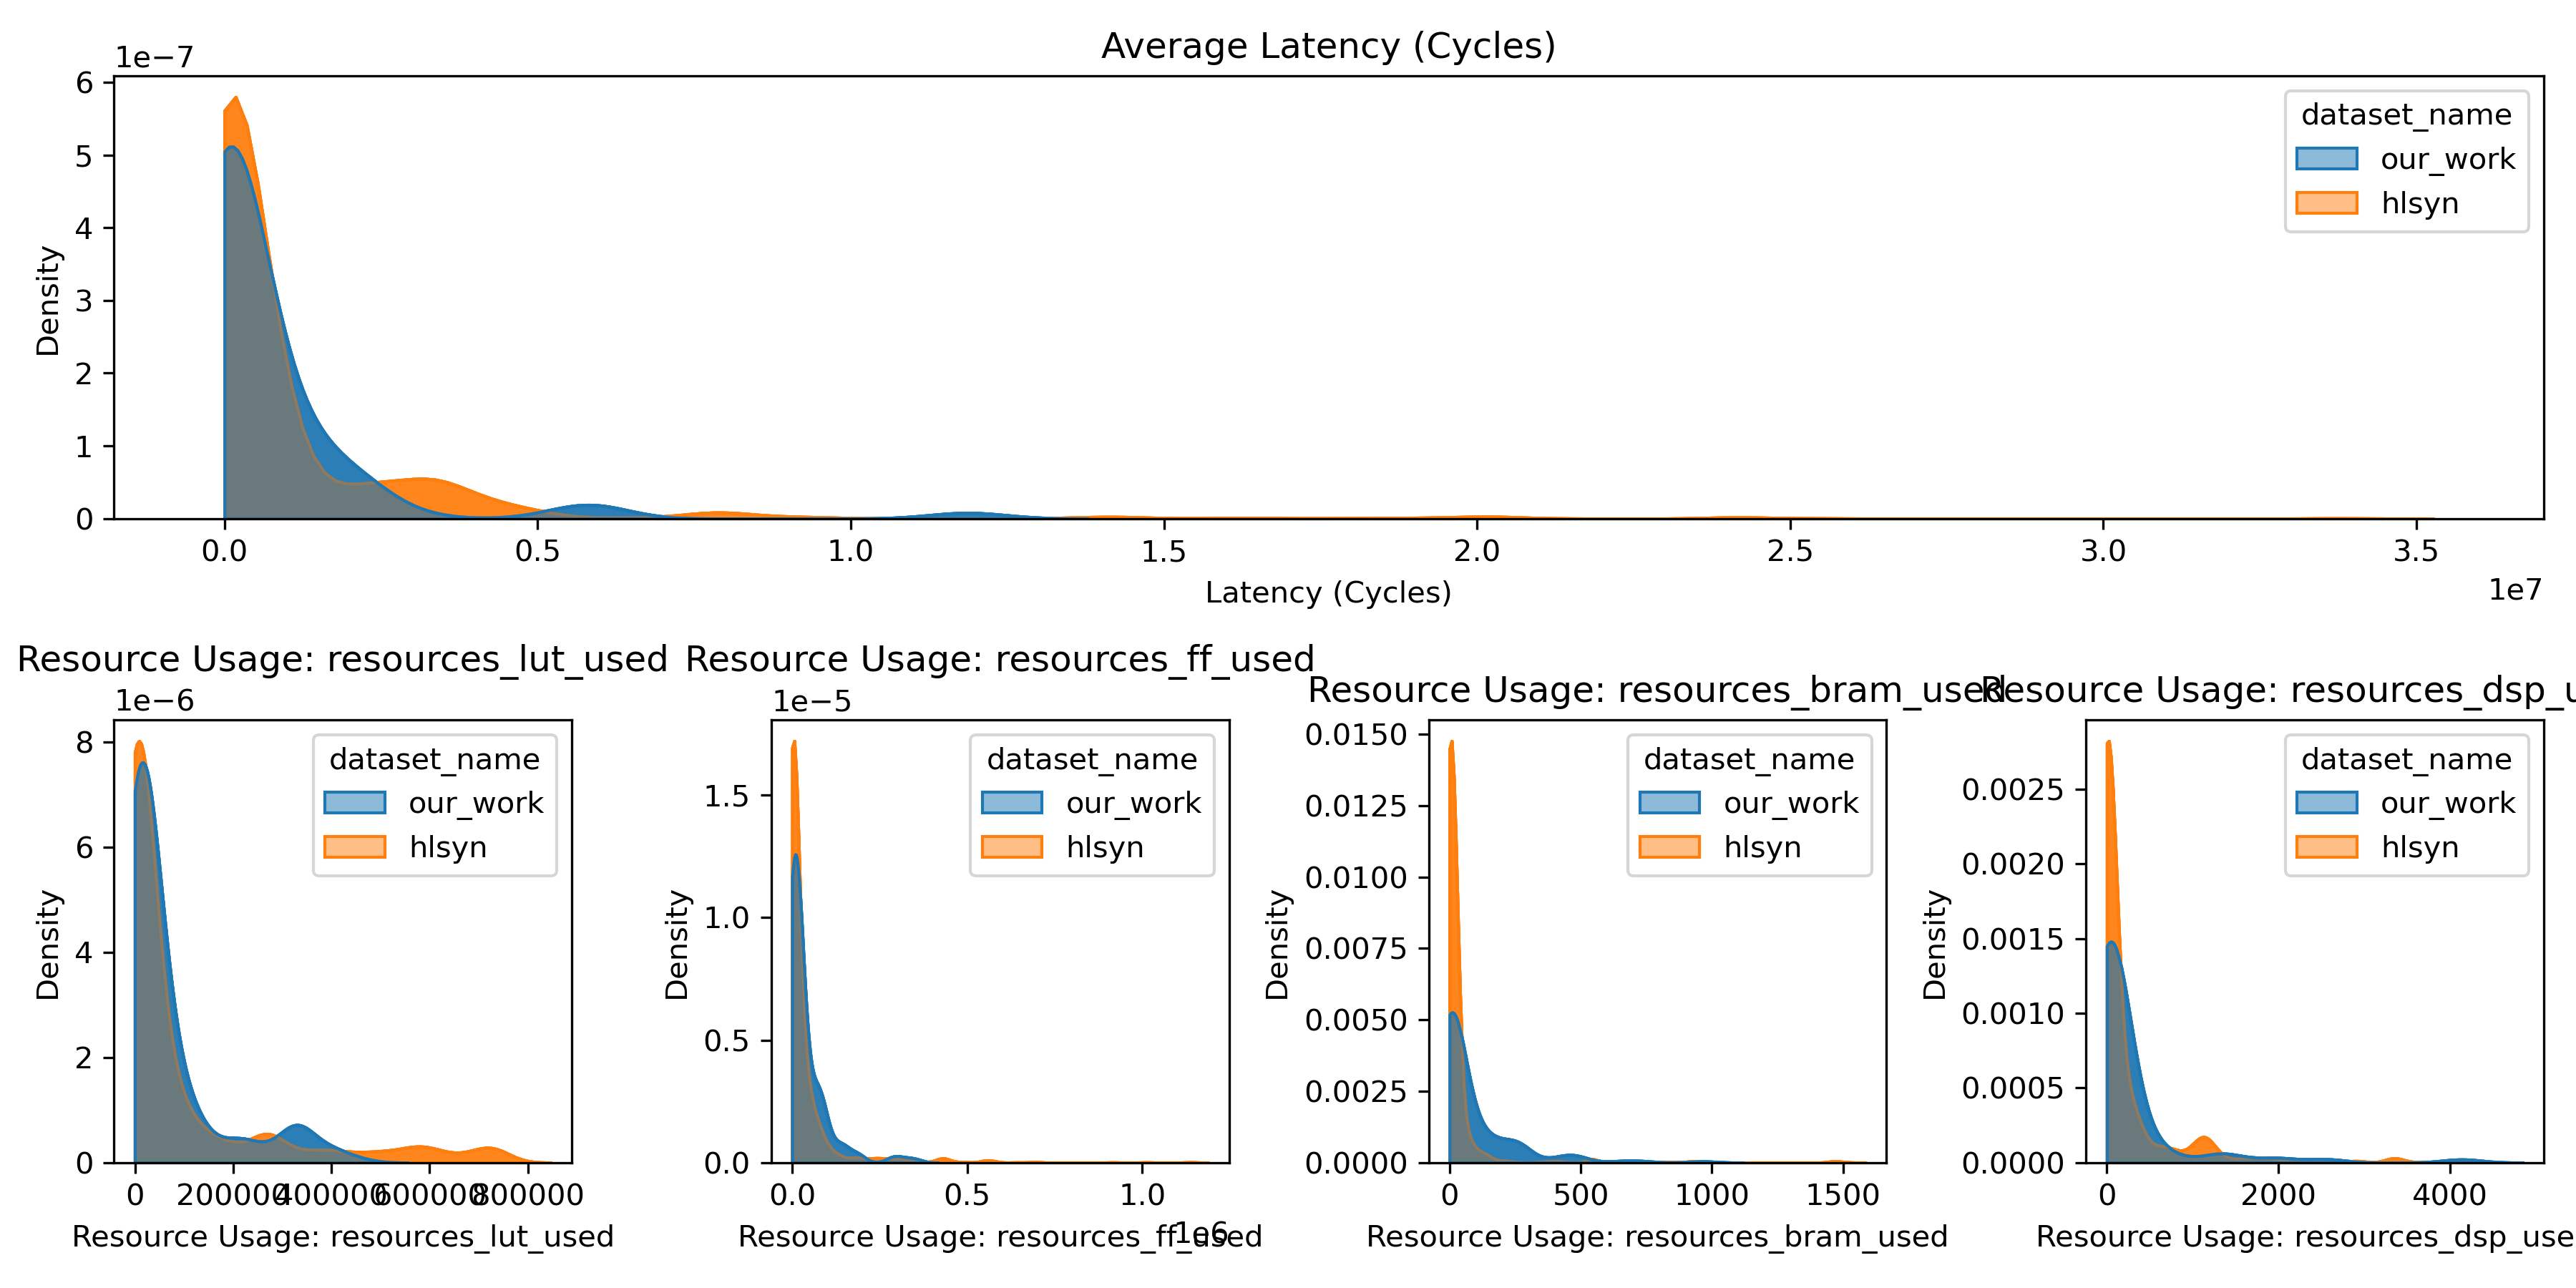 Average Latency (Cycles)
1e−7
6
5
4
3
2
1
0
Density
dataset_name
our_work
hlsyn
0.0 0.5 1.0 1.5 2.0 2.5 3.0 3.5
1e7
Latency (Cycles)
Resource Usage: resources_lut_used
1e−6
8
6
4
2
0
Density
dataset_name
our_work
hlsyn
0 200000 400000 600000 800000
Resource Usage: resources_lut_used
Resource Usage: resources_ff_used
1e−5
1.5
1.0
0.5
0.0
Density
dataset_name
our_work
hlsyn
0.0 0.5 1.0
1e6
Resource Usage: resources_ff_used
Resource Usage: resources_bram_used
0.0150
0.0125
0.0100
0.0075
0.0050
0.0025
0.0000
Density
dataset_name
our_work
hlsyn
0 500 1000 1500
Resource Usage: resources_bram_used
Resource Usage: resources_dsp_u
0.0025
0.0020
0.0015
0.0010
0.0005
0.0000
Density
dataset_name
our_work
hlsyn
0 2000 4000
Resource Usage: resources_dsp_use